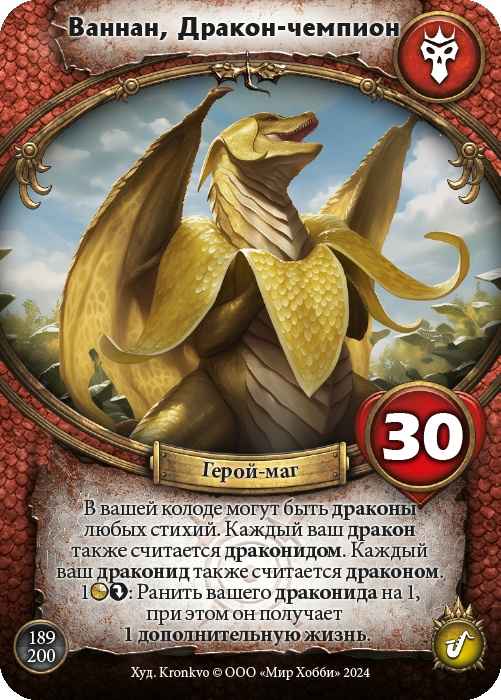 Ваннан, Дракон-чемпион
30
Герой-маг
В вашей колоде могут быть драконы
любых стихий. Каждый ваш дракон
также считается драконидом. Каждый
ваш драконид также считается драконом.
1: Ранить вашего драконида на 1,
при этом он получает
1 дополнительную жизнь.
189
200
Худ. Kronkvo © ООО «Мир Хобби» 2024